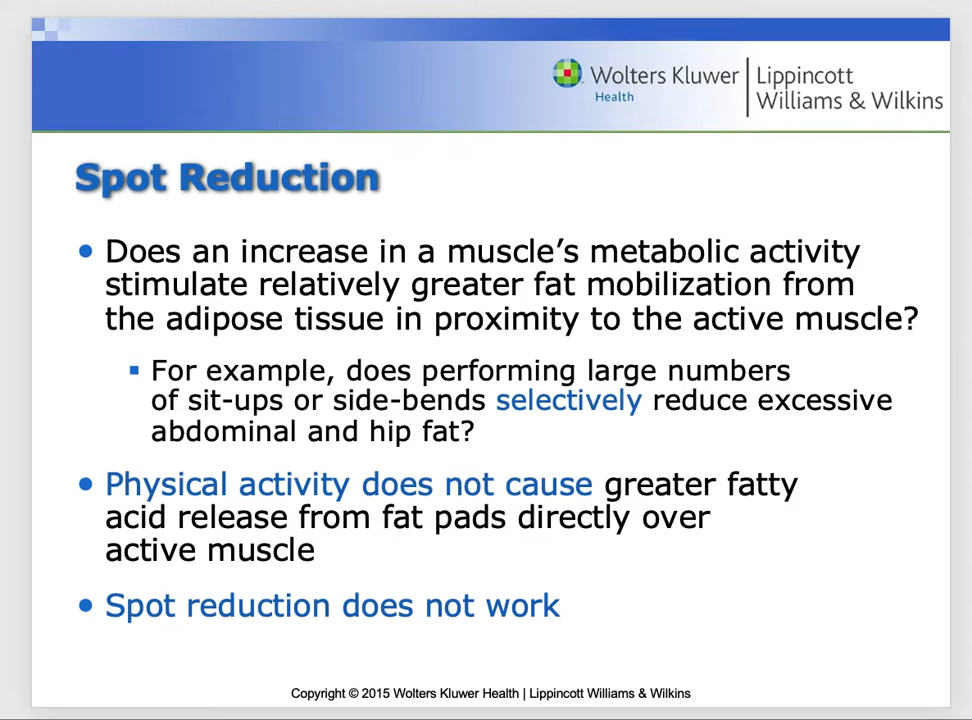 Wolters Kluwer
Health
Lippincott
Williams & Wilkins
Spot Reduction
• Does an increase in a muscle’s metabolic activity
stimulate relatively greater fat mobilization from
the adipose tissue in proximity to the active muscle?
▪ For example, does performing large numbers
of sit-ups or side-bends selectively reduce excessive
abdominal and hip fat?
• Physical activity does not cause greater fatty
acid release from fat pads directly over
active muscle
• Spot reduction does not work
Copyright © 2015 Wolters Kluwer Health | Lippincott Williams & Wilkins